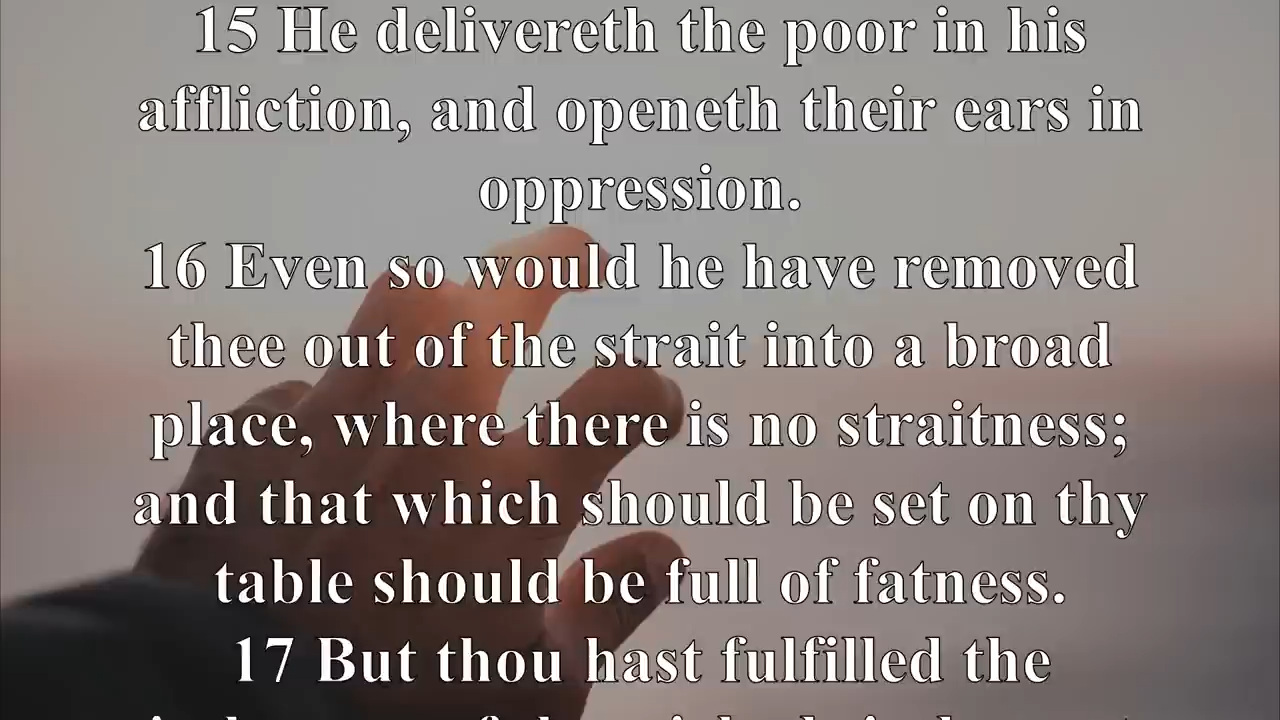 15 He delivereth the poor in his
affliction, and openeth their ears in
oppression.
16 Even so would he have removed
thee out of the strait into a broad
place, where there is no straitness;
and that which should be set on thy
table should be full of fatness.
17 But thou hast fulfilled the